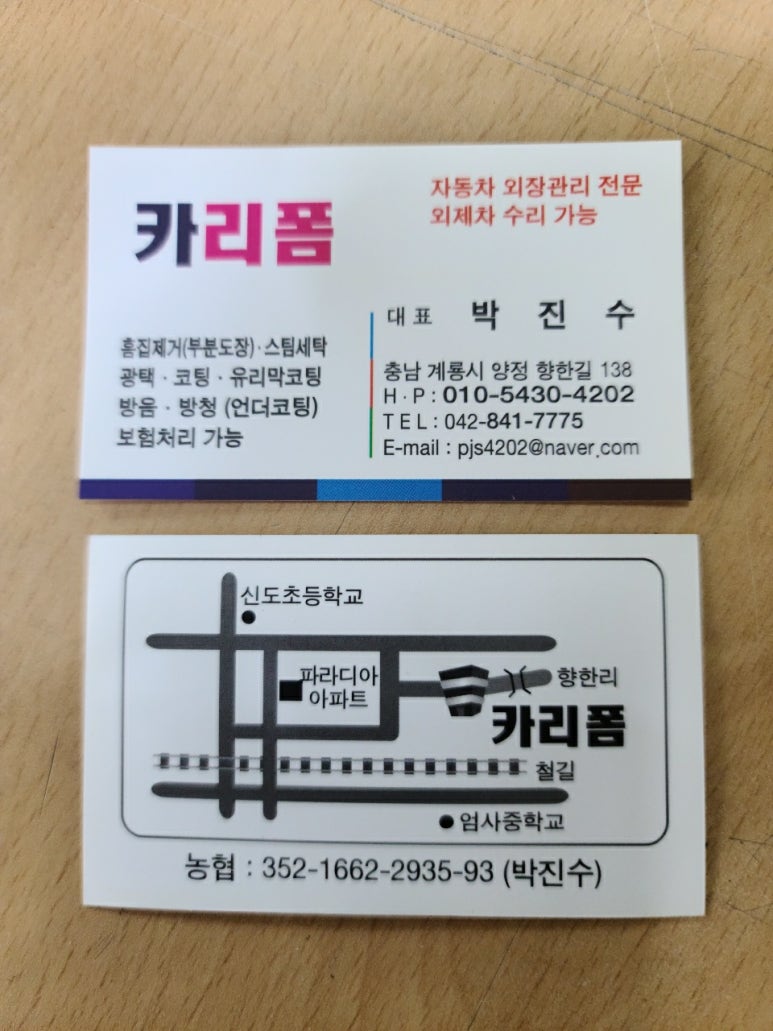 카리폼
자동차 외장관리 전문
외제차 수리 가능
대표 박 진 수
흠집제거(부분도장)·스팀세탁
광택·코팅·유리막코팅
방음·방청 (언더코팅)
보험처리 가능
충남 계룡시 양정 향한길 138
H·P : 010-5430-4202
TEL : 042-841-7775
E-mail : pjs4202@naver.com
신도초등학교
파라디아
아파트
향한리
카리폼
철길
엄사중학교
농협 : 352-1662-2935-93 (박진수)